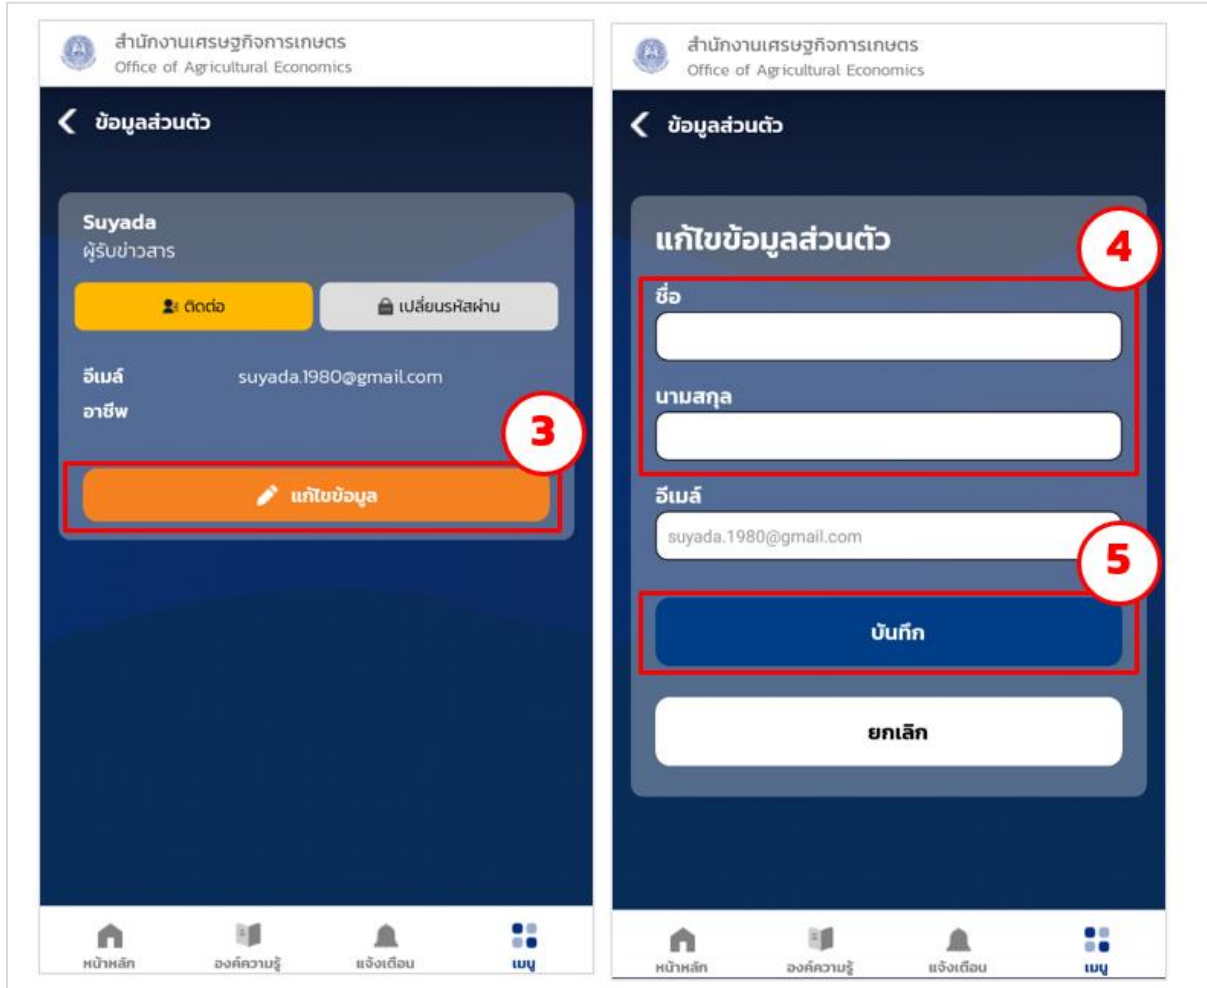 สำนักงานเศรษฐกิจการเกษตร
Office of Agricultural Economics
ข้อมูลส่วนตัว
Suyada
ผู้รับข่าวสาร
ติดต่อ
เปลี่ยนรหัสผ่าน
อีเมล์ suyada.1980@gmail.com
อาชีพ
3
แก้ไขข้อมูล
หน้าหลัก องค์ความรู้ แจ้งเตือน เมนู
สำนักงานเศรษฐกิจการเกษตร
Office of Agricultural Economics
ข้อมูลส่วนตัว
แก้ไขข้อมูลส่วนตัว
4
ชื่อ
นามสกุล
อีเมล์
suyada.1980@gmail.com
5
บันทึก
ยกเลิก
หน้าหลัก องค์ความรู้ แจ้งเตือน เมนู